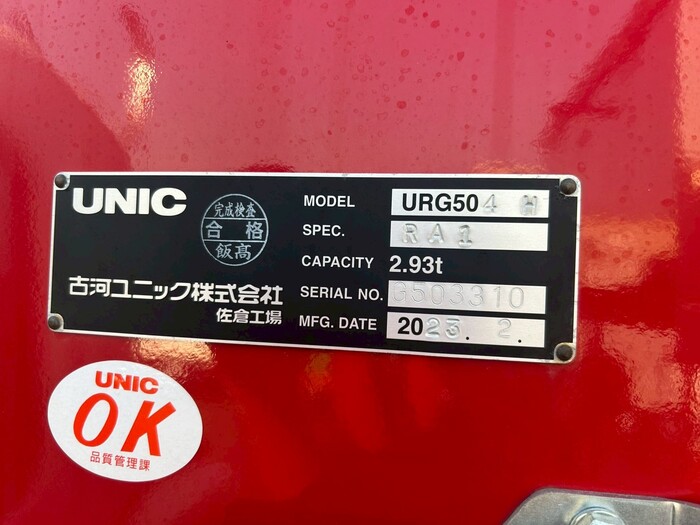 UNIC
完成検査
合格
飯髙
古河ユニック株式会社
佐倉工場
MODEL URG504 H
SPEC. RA1
CAPACITY 2.93t
SERIAL NO. G503310
MFG. DATE 2023. 2.
UNIC
OK
品質管理課